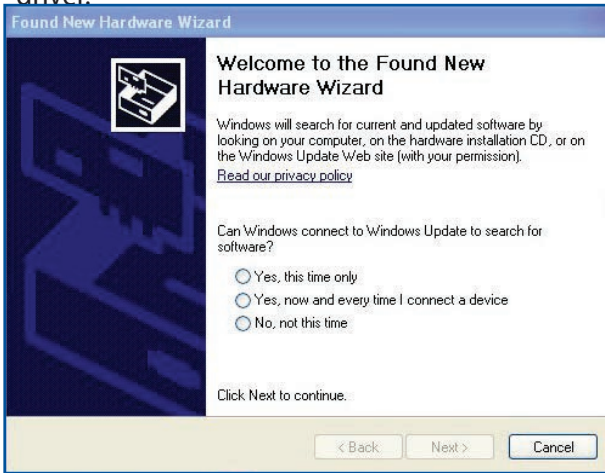 driver.
Found New Hardware Wizard
Welcome to the Found New
Hardware Wizard
Windows will search for current and updated software by
looking on your computer, on the hardware installation CD, or on
the Windows Update Web site (with your permission).
Read our privacy policy
Can Windows connect to Windows Update to search for
software?
Yes, this time only
Yes, now and every time I connect a device
No, not this time
Click Next to continue.
< Back
Next >
Cancel